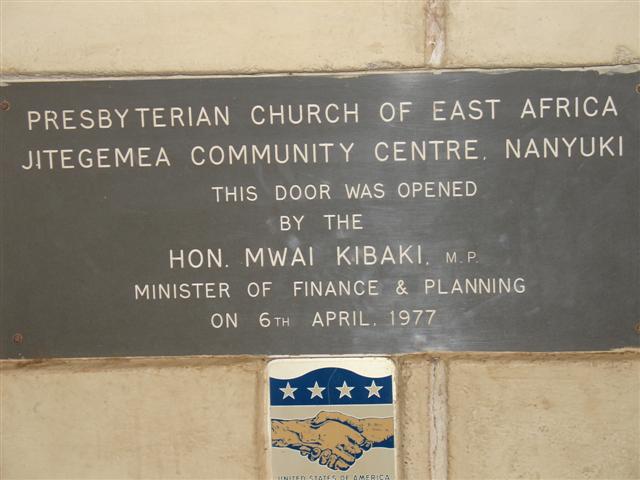 PRESBYTERIAN CHURCH OF EAST AFRICA
JITEGEMEA COMMUNITY CENTRE, NANYUKI
THIS DOOR WAS OPENED
BY THE
HON. MWAI KIBAKI, M.P.
MINISTER OF FINANCE & PLANNING
ON 6TH APRIL, 1977
UNITED STATES OF AMERICA